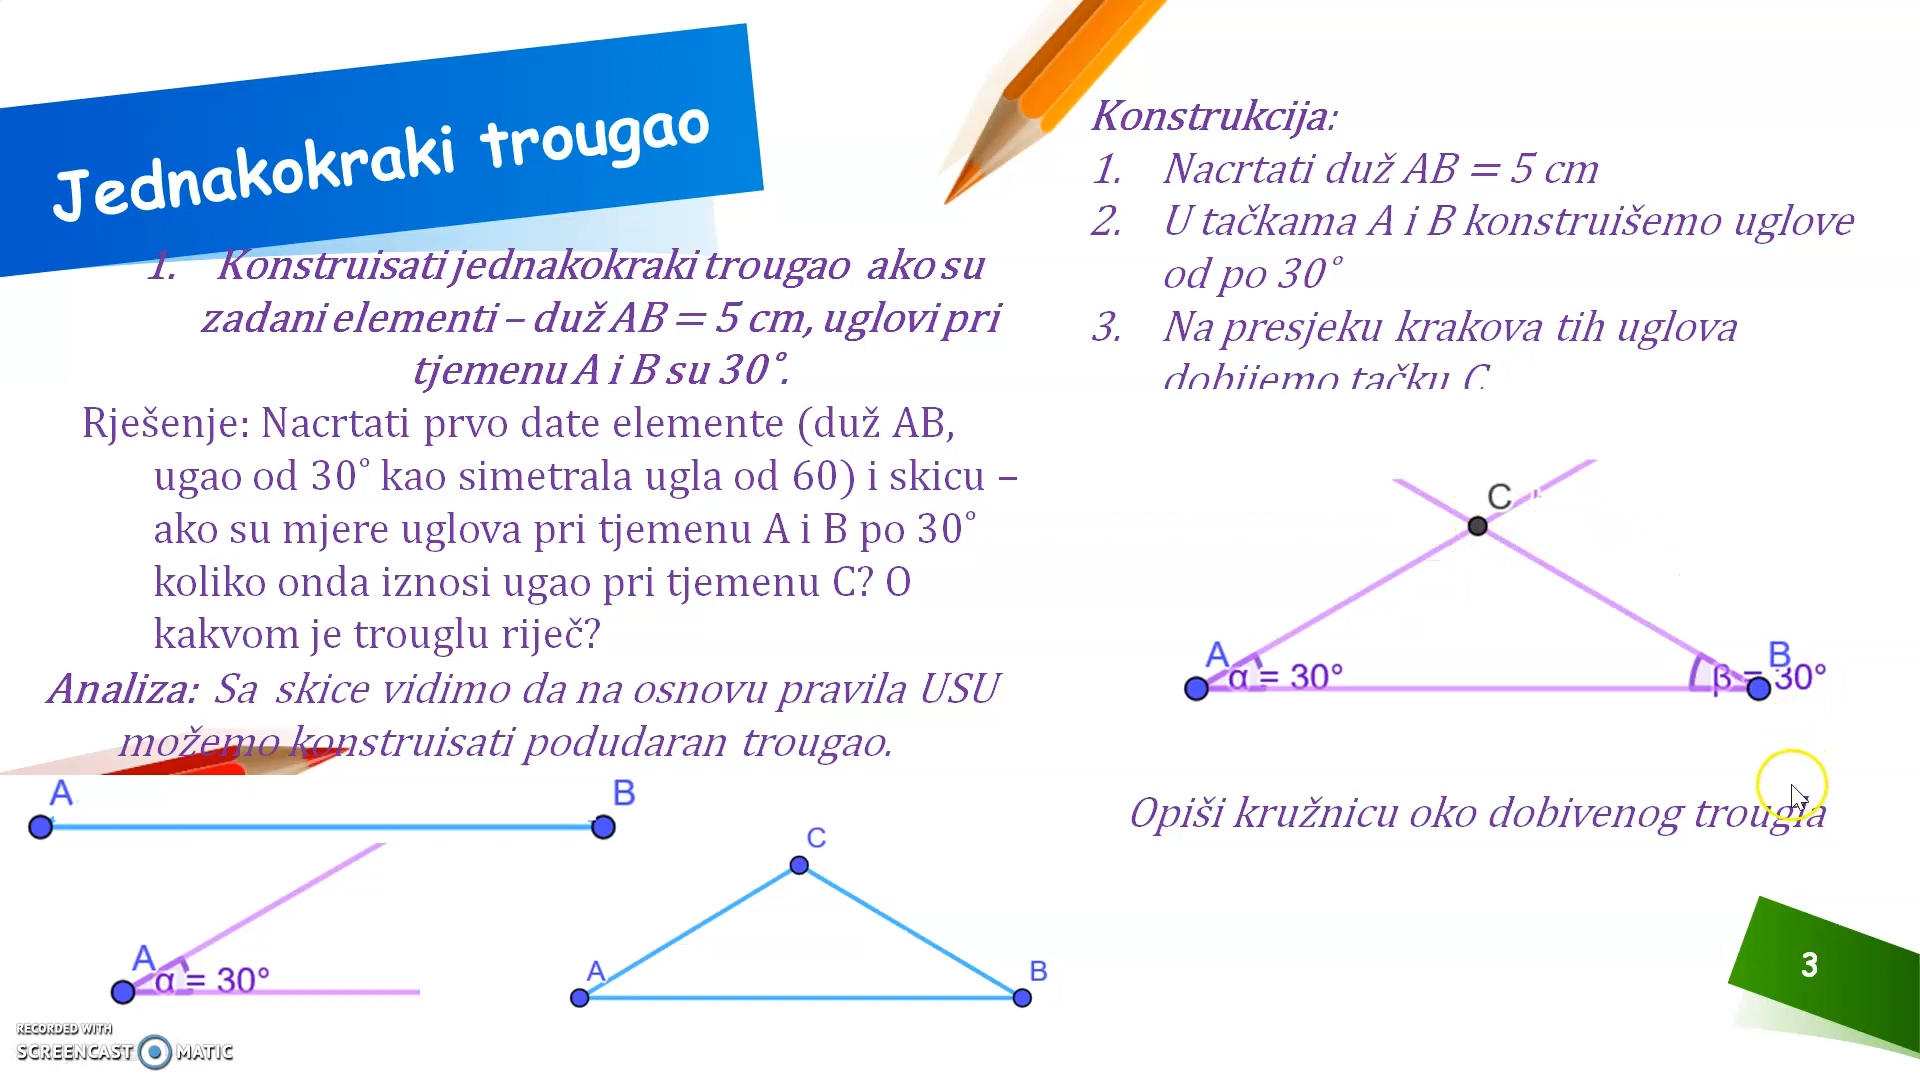 Jednakokraki trougao
1. Konstruisati jednakokraki trougao ako su
zadani elementi – duž AB = 5 cm, uglovi pri
tjemenu A i B su 30°.
Rješenje: Nacrtati prvo date elemente (duž AB,
ugao od 30° kao simetrala ugla od 60) i skicu –
ako su mjere uglova pri tjemenu A i B po 30°
koliko onda iznosi ugao pri tjemenu C? O
kakvom je trouglu riječ?
Analiza: Sa skice vidimo da na osnovu pravila USU
možemo konstruisati podudaran trougao.
A B
A
α = 30°
C
A B
RECORDED WITH
SCREENCAST MATIC
Konstrukcija:
1. Nacrtati duž AB = 5 cm
2. U tačkama A i B konstruišemo uglove
od po 30°
3. Na presjeku krakova tih uglova
dobijemo tačku C
C
A B
α = 30° β = 30°
Opiši kružnicu oko dobivenog trougla
3